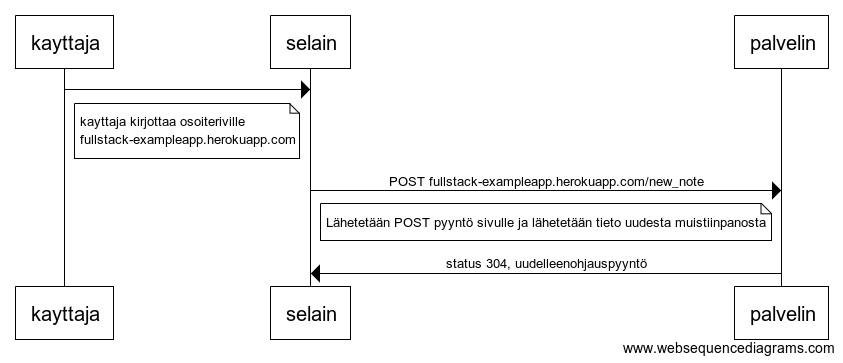 kayttaja
selain
palvelin
kayttaja kirjottaa osoiteriville
fullstack-exampleapp.herokuapp.com
POST fullstack-exampleapp.herokuapp.com/new_note
Lähetetään POST pyyntö sivulle ja lähetetään tieto uudesta muistiinpanosta
status 304, uudelleenohjauspyyntö
kayttaja
selain
palvelin
www.websequencediagrams.com